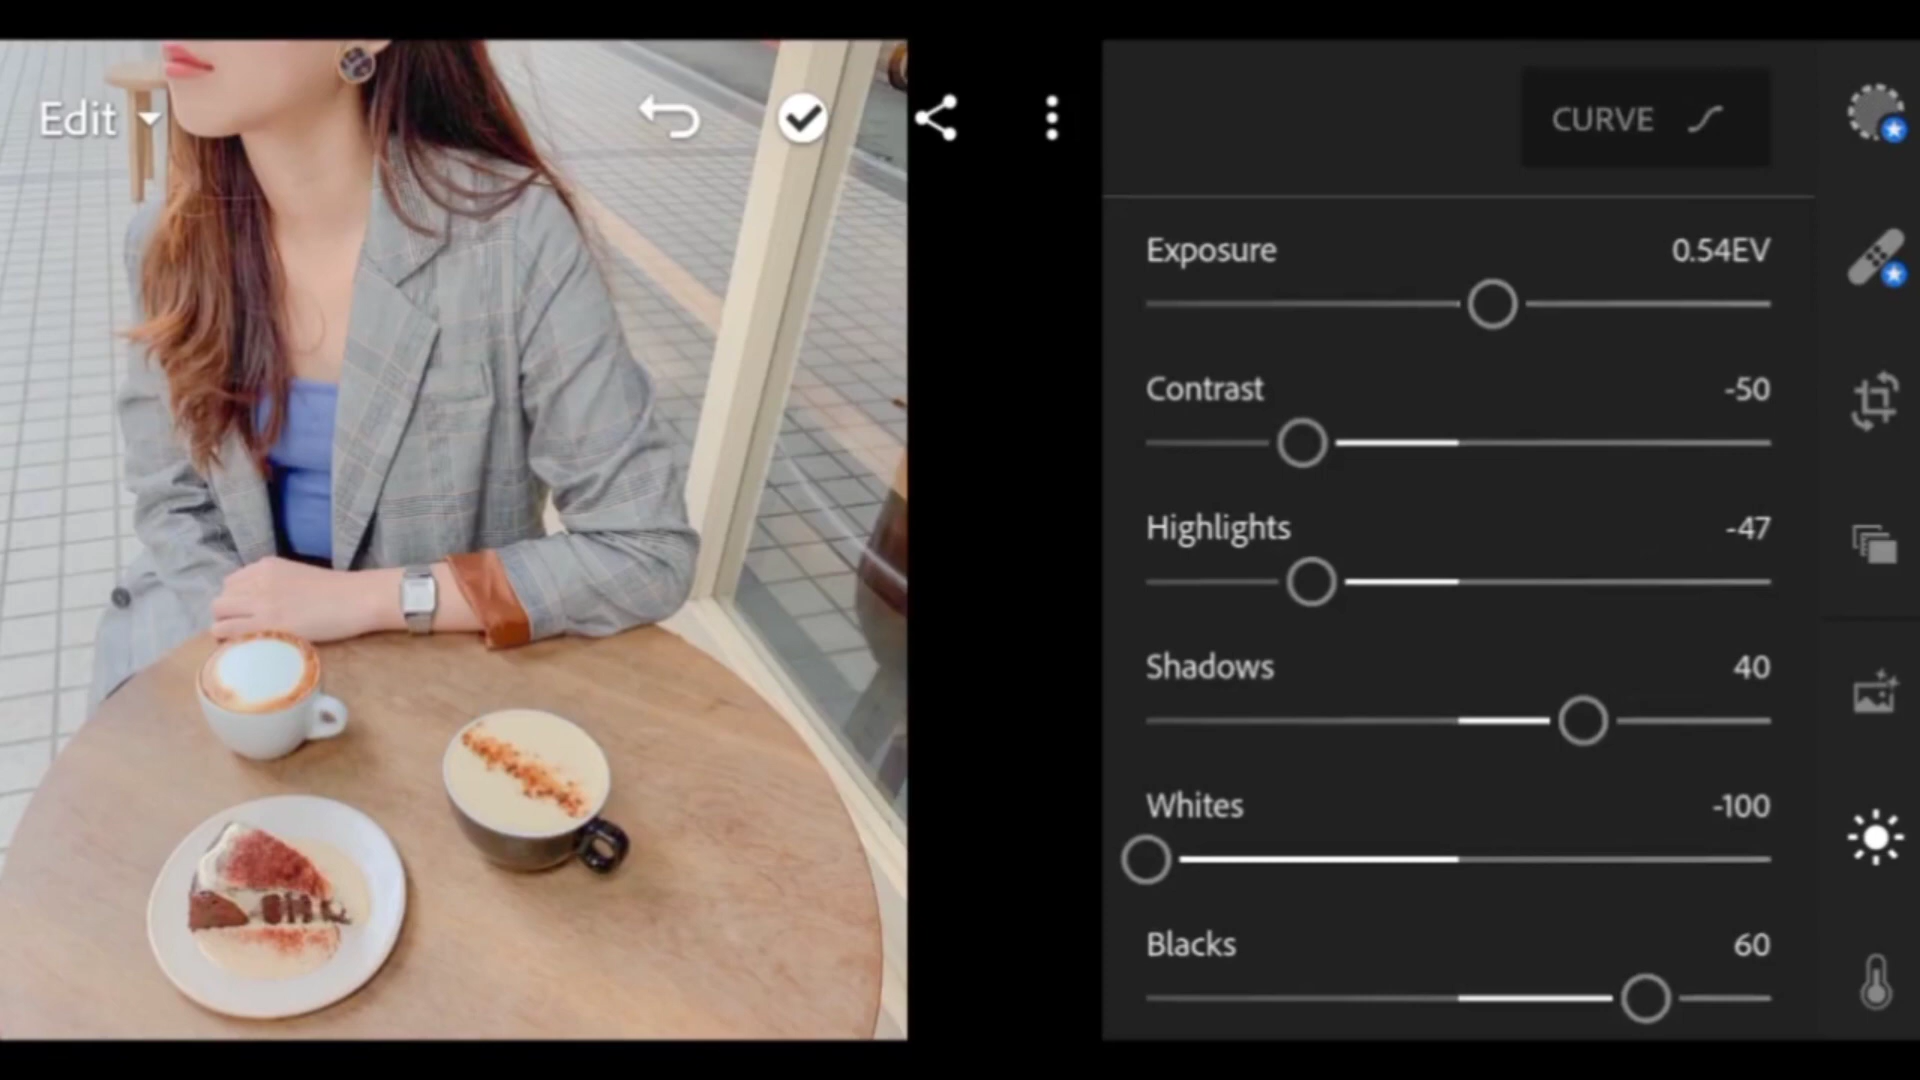 Edit
CURVE
Exposure 0.54EV
Contrast -50
Highlights -47
Shadows 40
Whites -100
Blacks 60